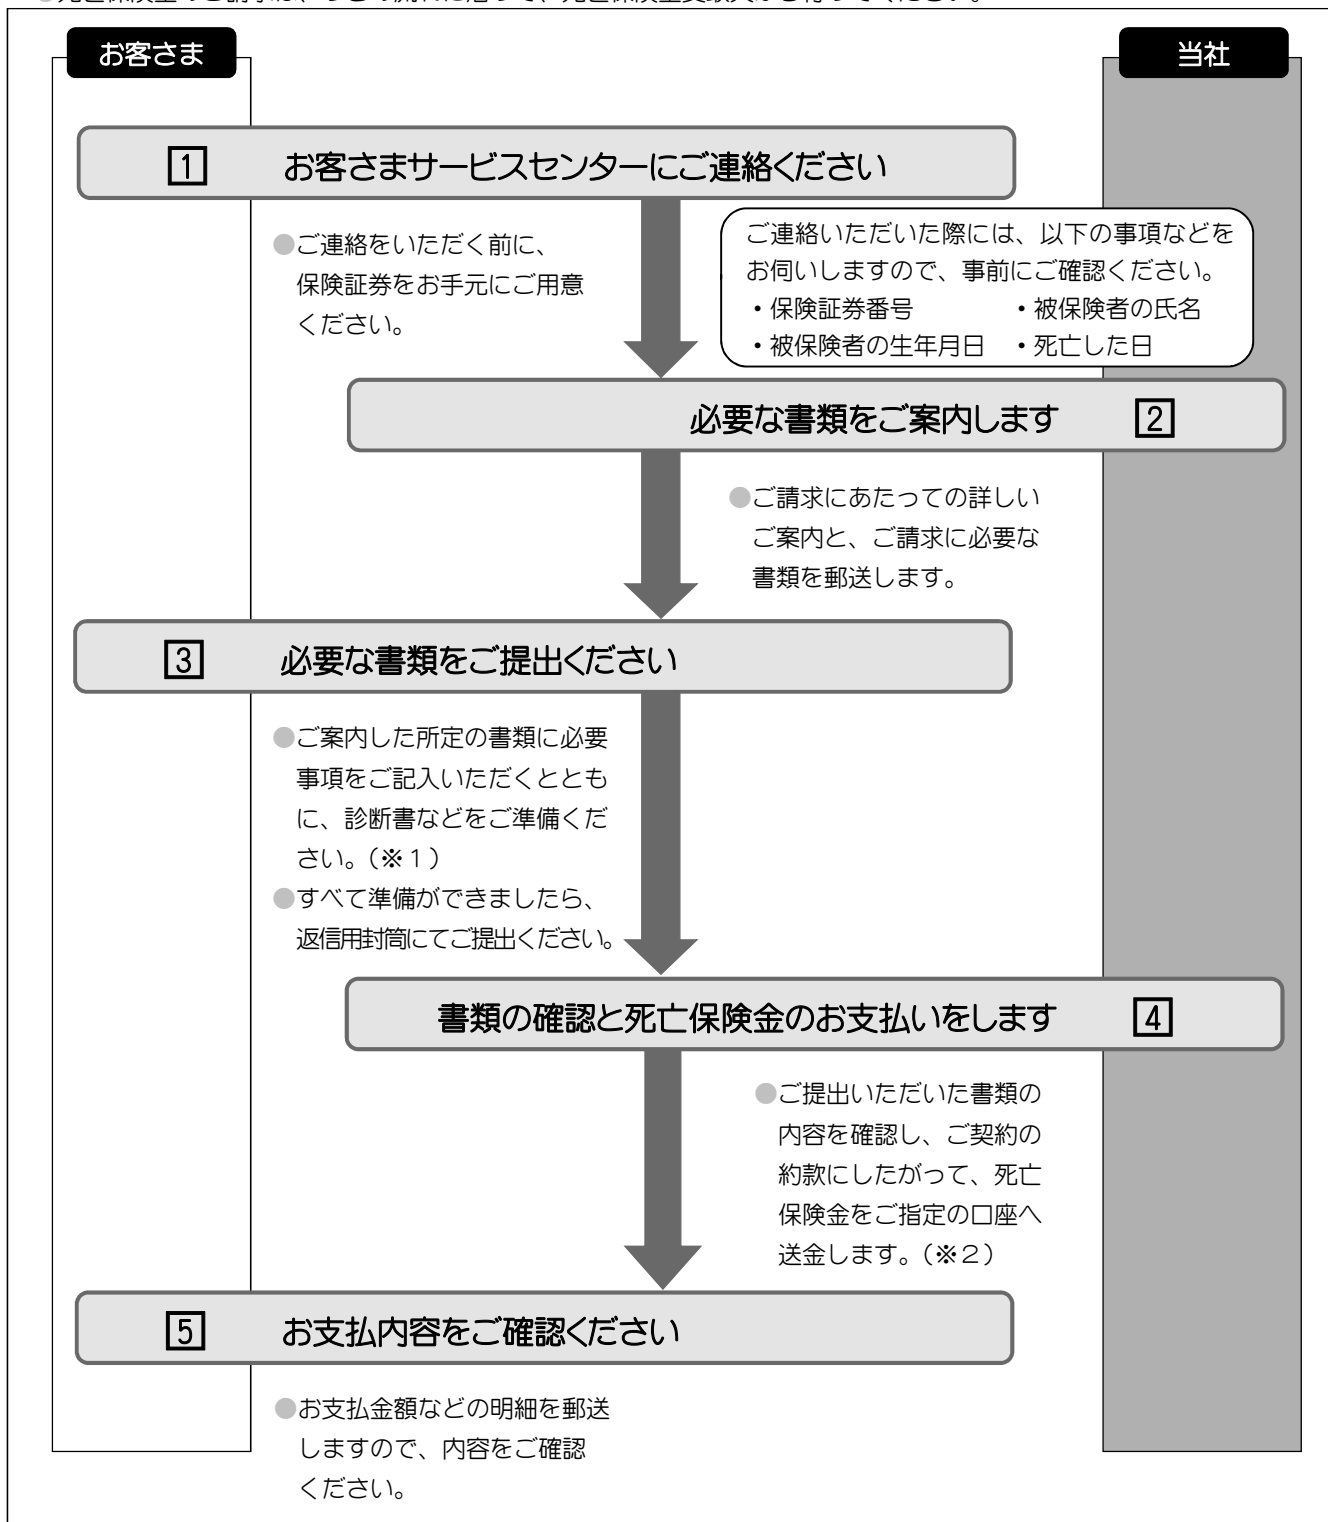 お客さま
当社
1 お客さまサービスセンターにご連絡ください
●ご連絡をいただく前に、
保険証券をお手元にご用意
ください。
ご連絡いただいた際には、以下の事項などを
お伺いしますので、事前にご確認ください。
・保険証券番号 ・被保険者の氏名
・被保険者の生年月日 ・死亡した日
必要な書類をご案内します 2
●ご請求にあたっての詳しい
ご案内と、ご請求に必要な
書類を郵送します。
3 必要な書類をご提出ください
●ご案内した所定の書類に必要
事項をご記入いただくととも
に、診断書などをご準備くだ
さい。(※1)
●すべて準備ができましたら、
返信用封筒にてご提出ください。
書類の確認と死亡保険金のお支払いをします 4
●ご提出いただいた書類の
内容を確認し、ご契約の
約款にしたがって、死亡
保険金をご指定の口座へ
送金します。(※2)
5 お支払内容をご確認ください
●お支払金額などの明細を郵送
しますので、内容をご確認
ください。